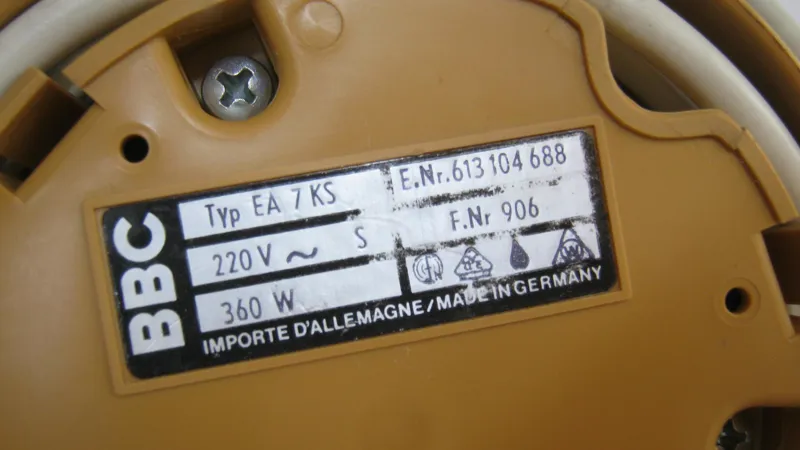 BBC
Typ EA 7 KS
E.Nr.613 104 688
220 V ~ S
F.Nr 906
360 W
IMPORTE D'ALLEMAGNE/MADE IN GERMANY